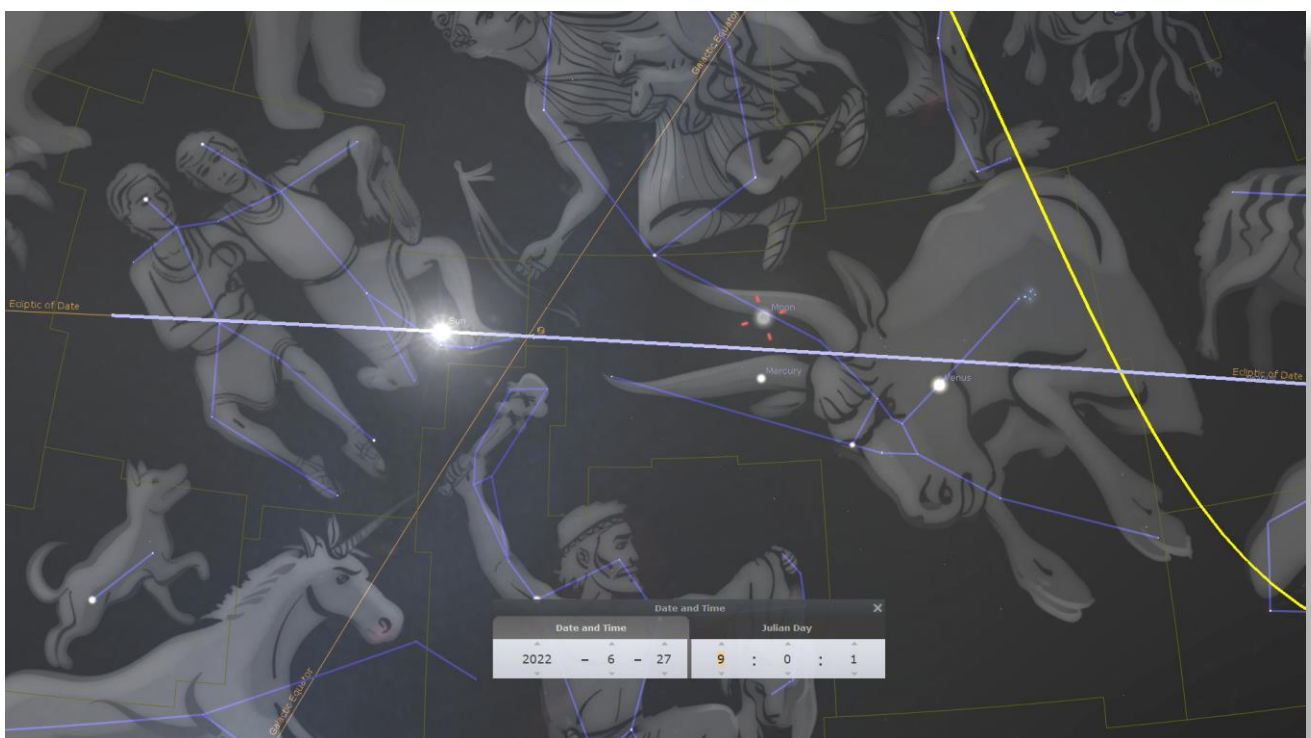 Galactic Equator
Ecliptic of Date
Sun
Moon
Mercury
Venus
Ecliptic of Date
Date and Time
Date and Time
Julian Day
2022 - 6 - 27
9 : 0 : 1
Galactic Equator